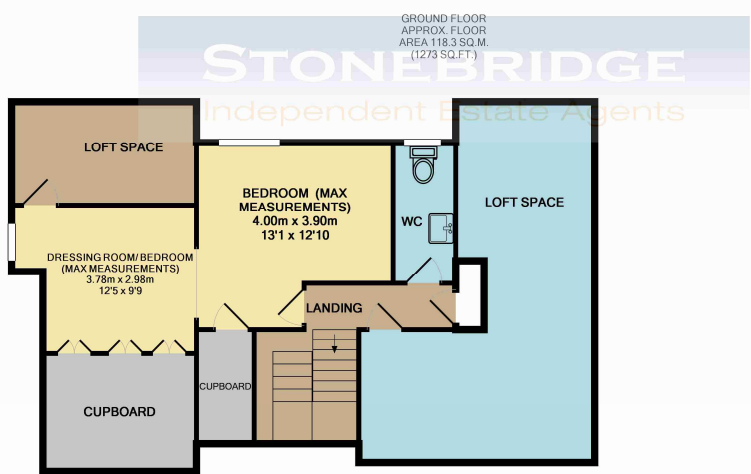 GROUND FLOOR
APPROX. FLOOR
AREA 118.3 SQ.M.
(1273 SQ.FT.)
STONEBRIDGE
Independent Estate Agents
LOFT SPACE
BEDROOM (MAX
MEASUREMENTS)
4.00m x 3.90m
13'1 x 12'10
WC
LOFT SPACE
DRESSING ROOM/ BEDROOM
(MAX MEASUREMENTS)
3.78m x 2.98m
12'5 x 9'9
LANDING
CUPBOARD
CUPBOARD